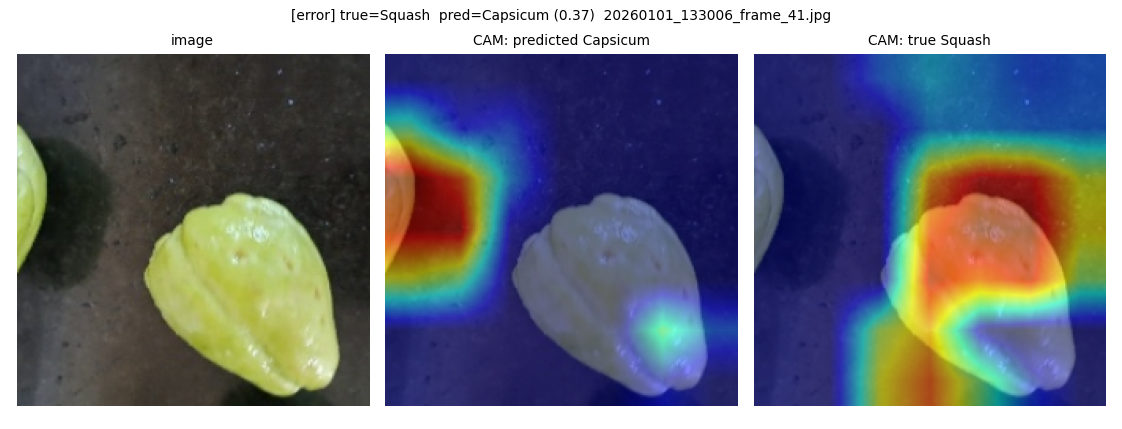 [error] true=Squash  pred=Capsicum (0.37)  20260101_133006_frame_41.jpg
image
CAM: predicted Capsicum
CAM: true Squash